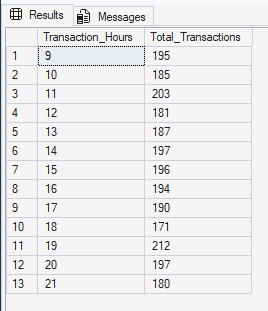 Results Messages
Transaction_Hours Total_Transactions
1 9 195
2 10 185
3 11 203
4 12 181
5 13 187
6 14 197
7 15 196
8 16 194
9 17 190
10 18 171
11 19 212
12 20 197
13 21 180